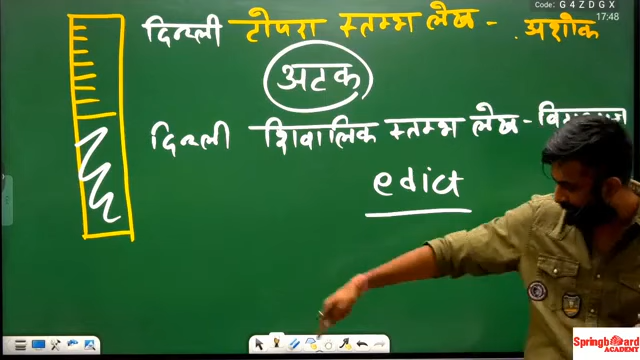 Code: G4ZDGX
17:48
दिल्ली टोपरा स्तम्भ लेख - अशोक
अटक
दिल्ली शिवालिक स्तम्भ लेख -
edict
Springboard
ACADEMY